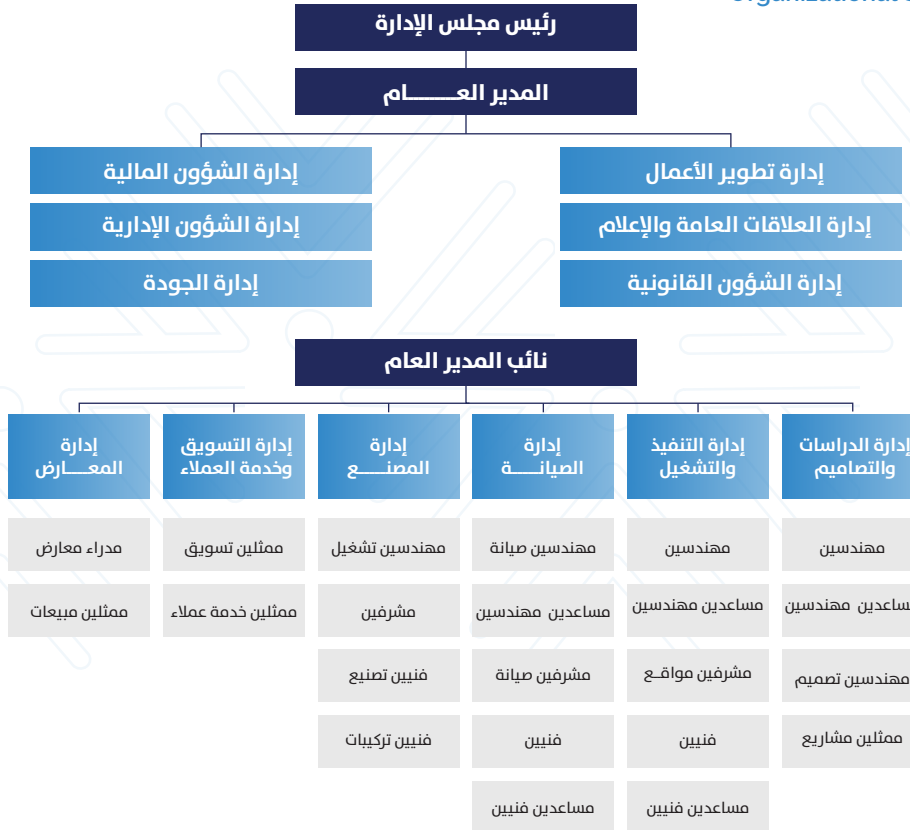 رئيس مجلس الإدارة
المدير العـــــــــام
إدارة تطوير الأعمال
إدارة الشؤون المالية
إدارة العلاقات العامة والإعلام
إدارة الشؤون الإدارية
إدارة الشؤون القانونية
إدارة الجودة
نائب المدير العام
إدارة الدراسات
والتصاميم
إدارة التنفيذ
والتشغيل
إدارة
الصيانـــــة
إدارة
المصنـــــع
إدارة التسويق
وخدمة العملاء
إدارة
المعـــارض
مهندسين
مهندسين
مهندسين صيانة
مهندسين تشغيل
ممثلين تسويق
مدراء معارض
مهندسين
مساعدين مهندسين
مساعدين مهندسين
مشرفين
ممثلين خدمة عملاء
ممثلين مبيعات
مهندسين تصميم
مشرفين مواقــع
مشرفين صيانة
فنيين تصنيع
ممثلين مشاريع
فنيين
فنيين
فنيين تركيبات
مساعدين فنيين
مساعدين فنيين